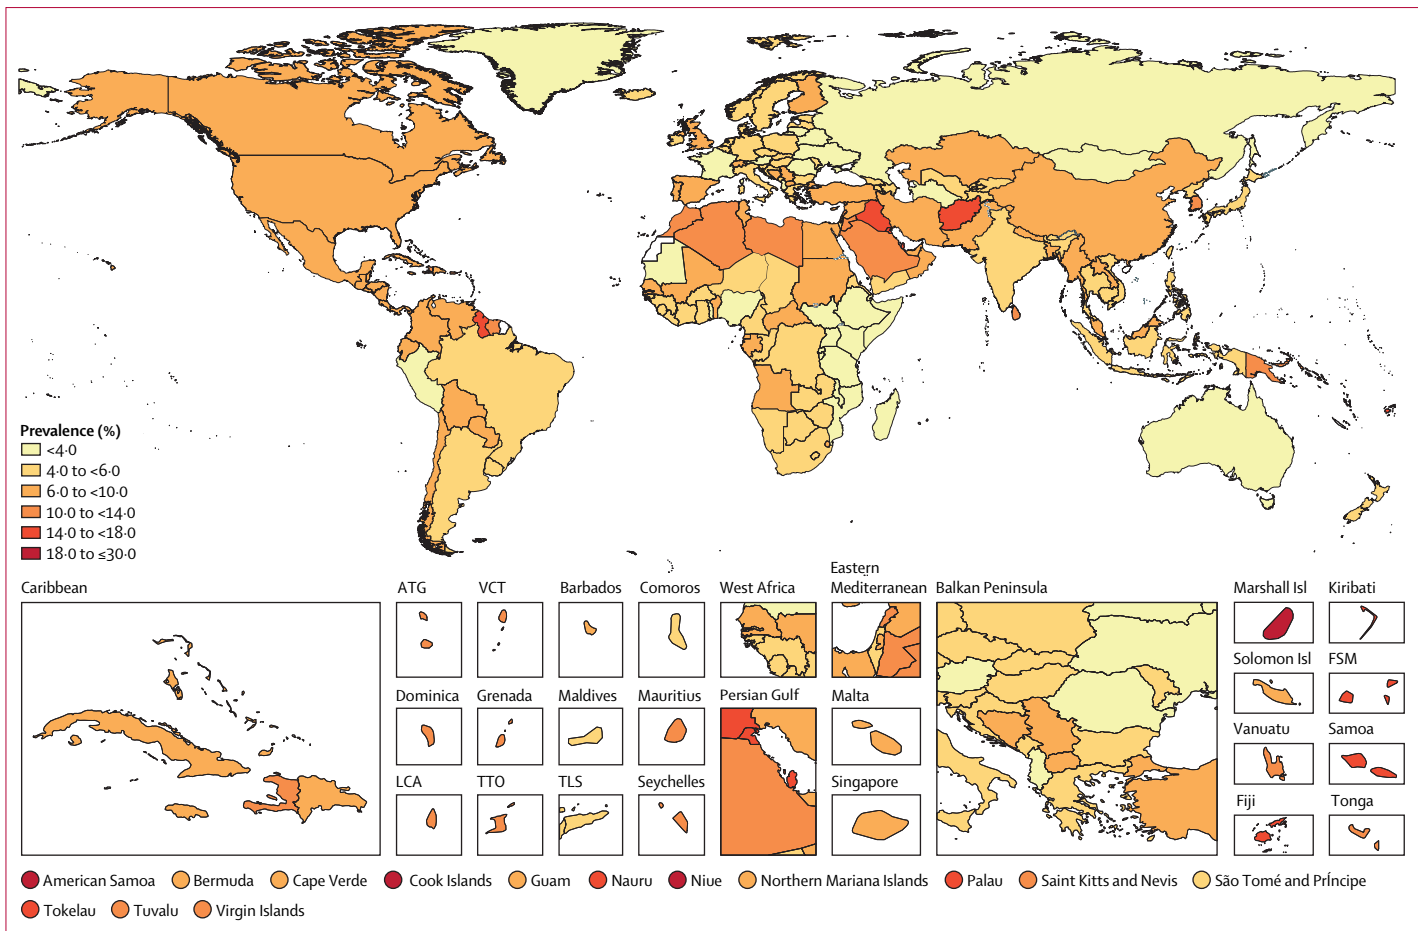 Prevalence (%)
<4·0
4·0 to <6·0
6·0 to <10·0
10·0 to <14·0
14·0 to <18·0
18·0 to ≤30·0
Caribbean
ATG
VCT
Barbados
Comoros
West Africa
Eastern
Mediterranean
Balkan Peninsula
Marshall Isl
Kiribati
Solomon Isl
FSM
Dominica
Grenada
Maldives
Mauritius
Persian Gulf
Malta
Vanuatu
Samoa
LCA
TTO
TLS
Seychelles
Singapore
Fiji
Tonga
American Samoa Bermuda Cape Verde Cook Islands Guam Nauru Niue Northern Mariana Islands Palau Saint Kitts and Nevis São Tomé and PrÍncipe
Tokelau Tuvalu Virgin Islands